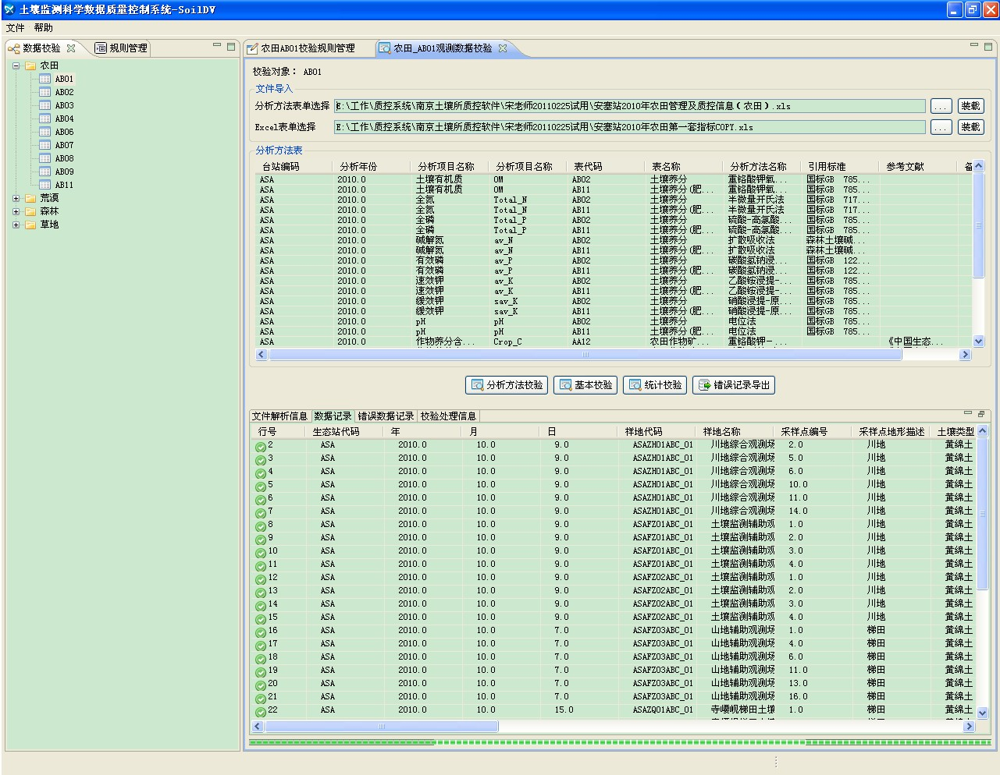 土壤监测科学数据质量控制系统-SoilDV
文件 帮助
数据校验 规则管理
农田
AB01
AB02
AB03
AB04
AB06
AB07
AB08
AB09
AB11
荒漠
森林
草地
农田AB01校验规则管理 农田_AB01观测数据校验
校验对象： AB01
文件导入
分析方法表单选择 E:\工作\质控系统\南京土壤所质控软件\宋老师20110225试用\安塞站2010年农田管理及质控信息(农田).xls ... 装载
Excel表单选择 E:\工作\质控系统\南京土壤所质控软件\宋老师20110225试用\安塞站2010年农田第一套指标COPY.xls ... 装载
分析方法表
台站编码 分析年份 分析项目名称 分析项目名称 表代码 表名称 分析方法名称 引用标准 参考文献
ASA 2010.0 土壤有机质 OM AB02 土壤养分 重铬酸钾氧... 国标GB 785...
ASA 2010.0 土壤有机质 OM AB11 土壤养分(肥... 重铬酸钾氧... 国标GB 785...
ASA 2010.0 全氮 Total_N AB02 土壤养分 半微量开氏法 国标GB 717...
ASA 2010.0 全氮 Total_N AB11 土壤养分(肥... 半微量开氏法 国标GB 717...
ASA 2010.0 全磷 Total_P AB02 土壤养分 硫酸-高氯酸... 国标GB 785...
ASA 2010.0 全磷 Total_P AB11 土壤养分(肥... 硫酸-高氯酸... 国标GB 785...
ASA 2010.0 碱解氮 av_N AB02 土壤养分 扩散吸收法 森林土壤碱...
ASA 2010.0 碱解氮 av_N AB11 土壤养分(肥... 扩散吸收法 森林土壤碱...
ASA 2010.0 有效磷 av_P AB02 土壤养分 碳酸氢钠浸... 国标GB 122...
ASA 2010.0 有效磷 av_P AB11 土壤养分(肥... 碳酸氢钠浸... 国标GB 122...
ASA 2010.0 速效钾 av_K AB02 土壤养分 乙酸铵浸提-... 国标GB 785...
ASA 2010.0 速效钾 av_K AB11 土壤养分(肥... 乙酸铵浸提-... 国标GB 785...
ASA 2010.0 缓效钾 sav_K AB02 土壤养分 硝酸浸提-原... 国标GB 785...
ASA 2010.0 缓效钾 sav_K AB11 土壤养分(肥... 硝酸浸提-原... 国标GB 785...
ASA 2010.0 pH pH AB02 土壤养分 电位法 国标GB 785...
ASA 2010.0 pH pH AB11 土壤养分(肥... 电位法 国标GB 785...
ASA 2010.0 作物养分含... Crop_C AA12 农田作物矿... 重铬酸钾－... 《中国生态...
分析方法校验 基本校验 统计校验 错误记录导出
文件解析信息 数据记录 错误数据记录 校验处理信息
行号 生态站代码 年 月 日 样地代码 样地名称 采样点编号 采样点地形描述 土壤类型
2 ASA 2010.0 10.0 9.0 ASAZH01ABC_01 川地综合观测场 2.0 川地 黄绵土
3 ASA 2010.0 10.0 9.0 ASAZH01ABC_01 川地综合观测场 5.0 川地 黄绵土
4 ASA 2010.0 10.0 9.0 ASAZH01ABC_01 川地综合观测场 6.0 川地 黄绵土
5 ASA 2010.0 10.0 9.0 ASAZH01ABC_01 川地综合观测场 10.0 川地 黄绵土
6 ASA 2010.0 10.0 9.0 ASAZH01ABC_01 川地综合观测场 11.0 川地 黄绵土
7 ASA 2010.0 10.0 9.0 ASAZH01ABC_01 川地综合观测场 14.0 川地 黄绵土
8 ASA 2010.0 10.0 9.0 ASAFZ01ABC_01 土壤监测辅助观 1.0 川地 黄绵土
9 ASA 2010.0 10.0 9.0 ASAFZ01ABC_01 土壤监测辅助观 2.0 川地 黄绵土
10 ASA 2010.0 10.0 9.0 ASAFZ01ABC_01 土壤监测辅助观 3.0 川地 黄绵土
11 ASA 2010.0 10.0 9.0 ASAFZ01ABC_01 土壤监测辅助观 4.0 川地 黄绵土
12 ASA 2010.0 10.0 9.0 ASAFZ02ABC_01 土壤监测辅助观 1.0 川地 黄绵土
13 ASA 2010.0 10.0 9.0 ASAFZ02ABC_01 土壤监测辅助观 2.0 川地 黄绵土
14 ASA 2010.0 10.0 9.0 ASAFZ02ABC_01 土壤监测辅助观 3.0 川地 黄绵土
15 ASA 2010.0 10.0 9.0 ASAFZ02ABC_01 土壤监测辅助观 4.0 川地 黄绵土
16 ASA 2010.0 10.0 7.0 ASAFZ03ABC_01 山地辅助观测场 1.0 梯田 黄绵土
17 ASA 2010.0 10.0 7.0 ASAFZ03ABC_01 山地辅助观测场 4.0 梯田 黄绵土
18 ASA 2010.0 10.0 7.0 ASAFZ03ABC_01 山地辅助观测场 6.0 梯田 黄绵土
19 ASA 2010.0 10.0 7.0 ASAFZ03ABC_01 山地辅助观测场 11.0 梯田 黄绵土
20 ASA 2010.0 10.0 7.0 ASAFZ03ABC_01 山地辅助观测场 13.0 梯田 黄绵土
21 ASA 2010.0 10.0 7.0 ASAFZ03ABC_01 山地辅助观测场 16.0 梯田 黄绵土
22 ASA 2010.0 10.0 15.0 ASAZQ01ABC_01 寺崾岘梯田土壤 1.0 梯田 黄绵土